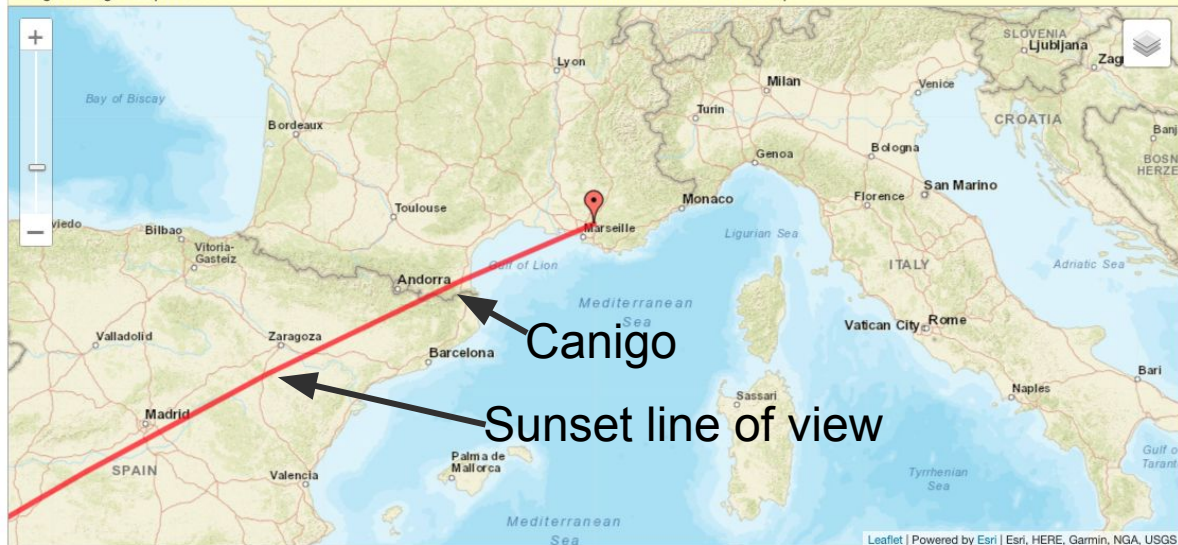 +
SLOVENIA
Ljubljana
Lyon
Milan
Venice
Bay of Biscay
Turin
CROATIA
Bordeaux
Genoa
Bologna
Florence
San Marino
Monaco
Toulouse
Marseille
Bilbao
Ligurian Sea
Vitoria-
Gasteiz
Gulf of Lion
ITALY
Adriatic Sea
Andorra
Mediterranean
Sea
Valladolid
Zaragoza
Canigo
Vatican City
Rome
Barcelona
Bari
Naples
Sassari
Madrid
Sunset line of view
SPAIN
Palma de
Mallorca
Valencia
Tyrrhenian
Sea
Gulf o
Tarant
Mediterranean
Sea
Leaflet | Powered by Esri | Esri, HERE, Garmin, NGA, USGS